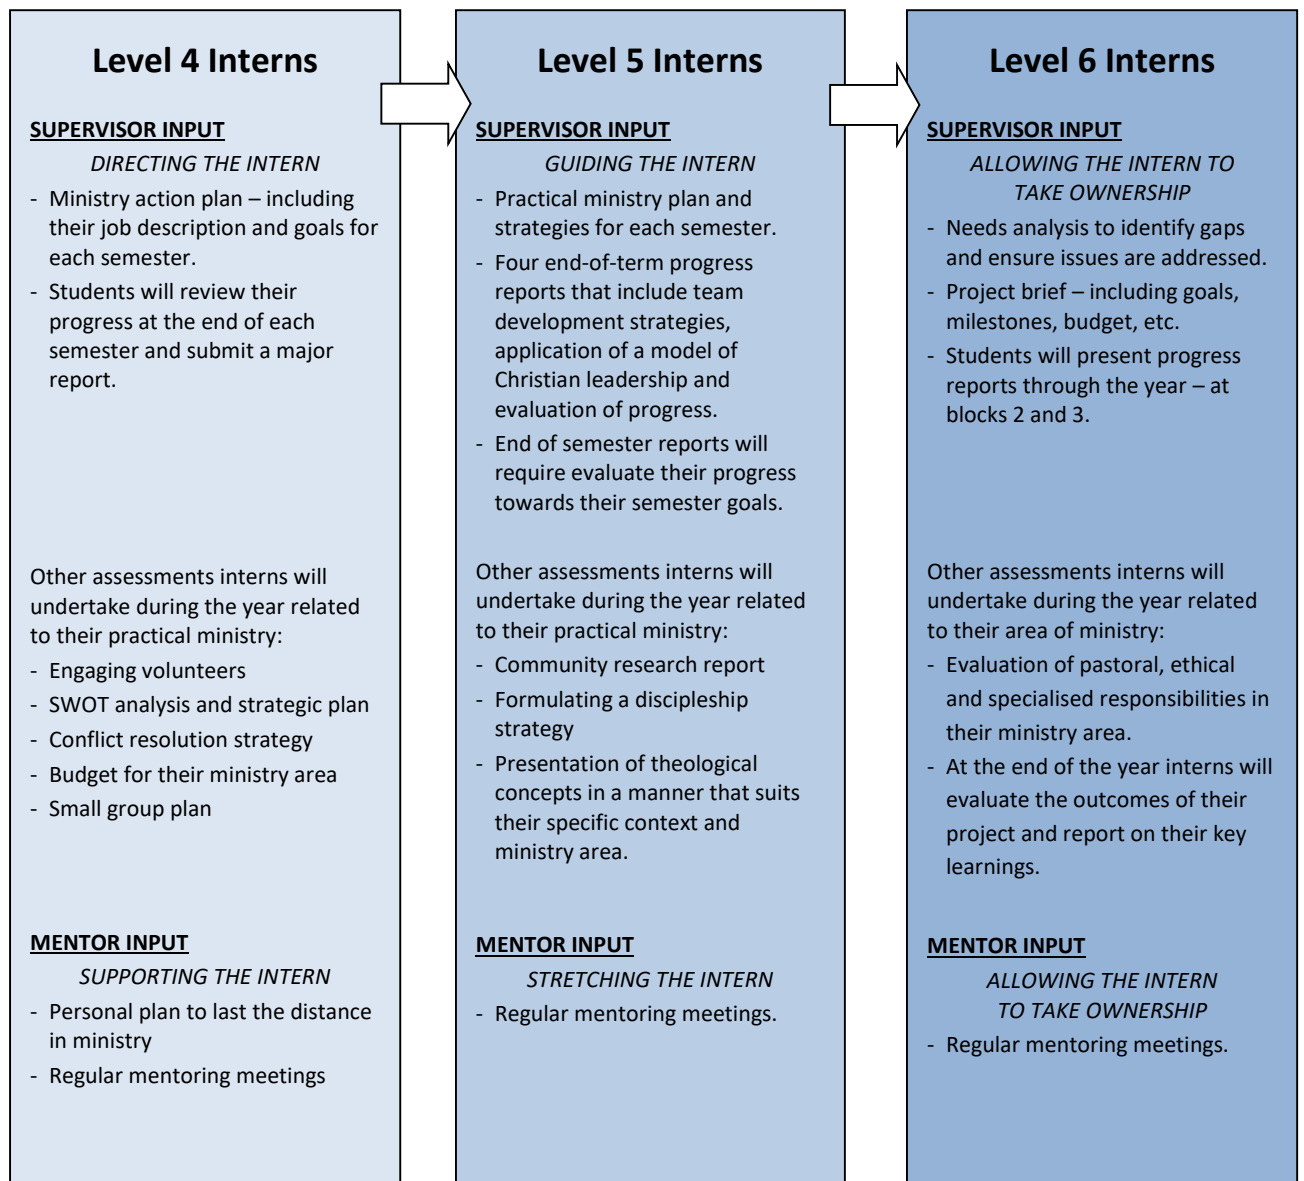 Level 4 Interns
SUPERVISOR INPUT
DIRECTING THE INTERN
- Ministry action plan – including
their job description and goals for
each semester.
- Students will review their
progress at the end of each
semester and submit a major
report.
Other assessments interns will
undertake during the year related
to their practical ministry:
- Engaging volunteers
- SWOT analysis and strategic plan
- Conflict resolution strategy
- Budget for their ministry area
- Small group plan
MENTOR INPUT
SUPPORTING THE INTERN
- Personal plan to last the distance
in ministry
- Regular mentoring meetings
Level 5 Interns
SUPERVISOR INPUT
GUIDING THE INTERN
- Practical ministry plan and
strategies for each semester.
- Four end-of-term progress
reports that include team
development strategies,
application of a model of
Christian leadership and
evaluation of progress.
- End of semester reports will
require evaluate their progress
towards their semester goals.
Other assessments interns will
undertake during the year related
to their practical ministry:
- Community research report
- Formulating a discipleship
strategy
- Presentation of theological
concepts in a manner that suits
their specific context and
ministry area.
MENTOR INPUT
STRETCHING THE INTERN
- Regular mentoring meetings.
Level 6 Interns
SUPERVISOR INPUT
ALLOWING THE INTERN TO
TAKE OWNERSHIP
- Needs analysis to identify gaps
and ensure issues are addressed.
- Project brief – including goals,
milestones, budget, etc.
- Students will present progress
reports through the year – at
blocks 2 and 3.
Other assessments interns will
undertake during the year related
to their area of ministry:
- Evaluation of pastoral, ethical
and specialised responsibilities in
their ministry area.
- At the end of the year interns will
evaluate the outcomes of their
project and report on their key
learnings.
MENTOR INPUT
ALLOWING THE INTERN
TO TAKE OWNERSHIP
- Regular mentoring meetings.